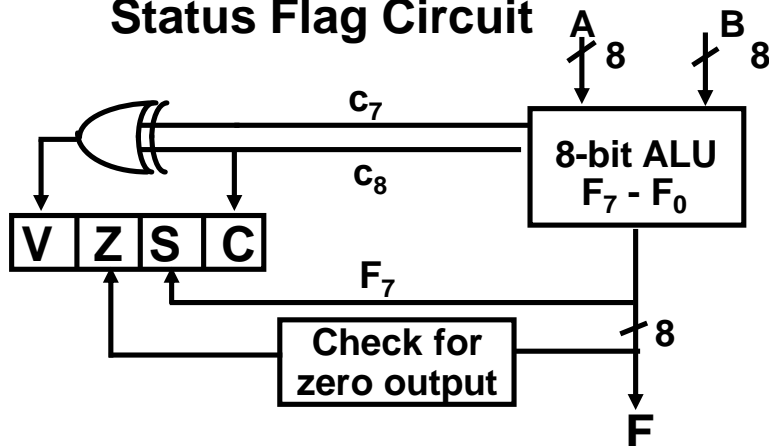 Status Flag Circuit
A
B
8
8
c₇
c₈
8-bit ALU
F₇ - F₀
V Z S C
F₇
8
Check for
zero output
F